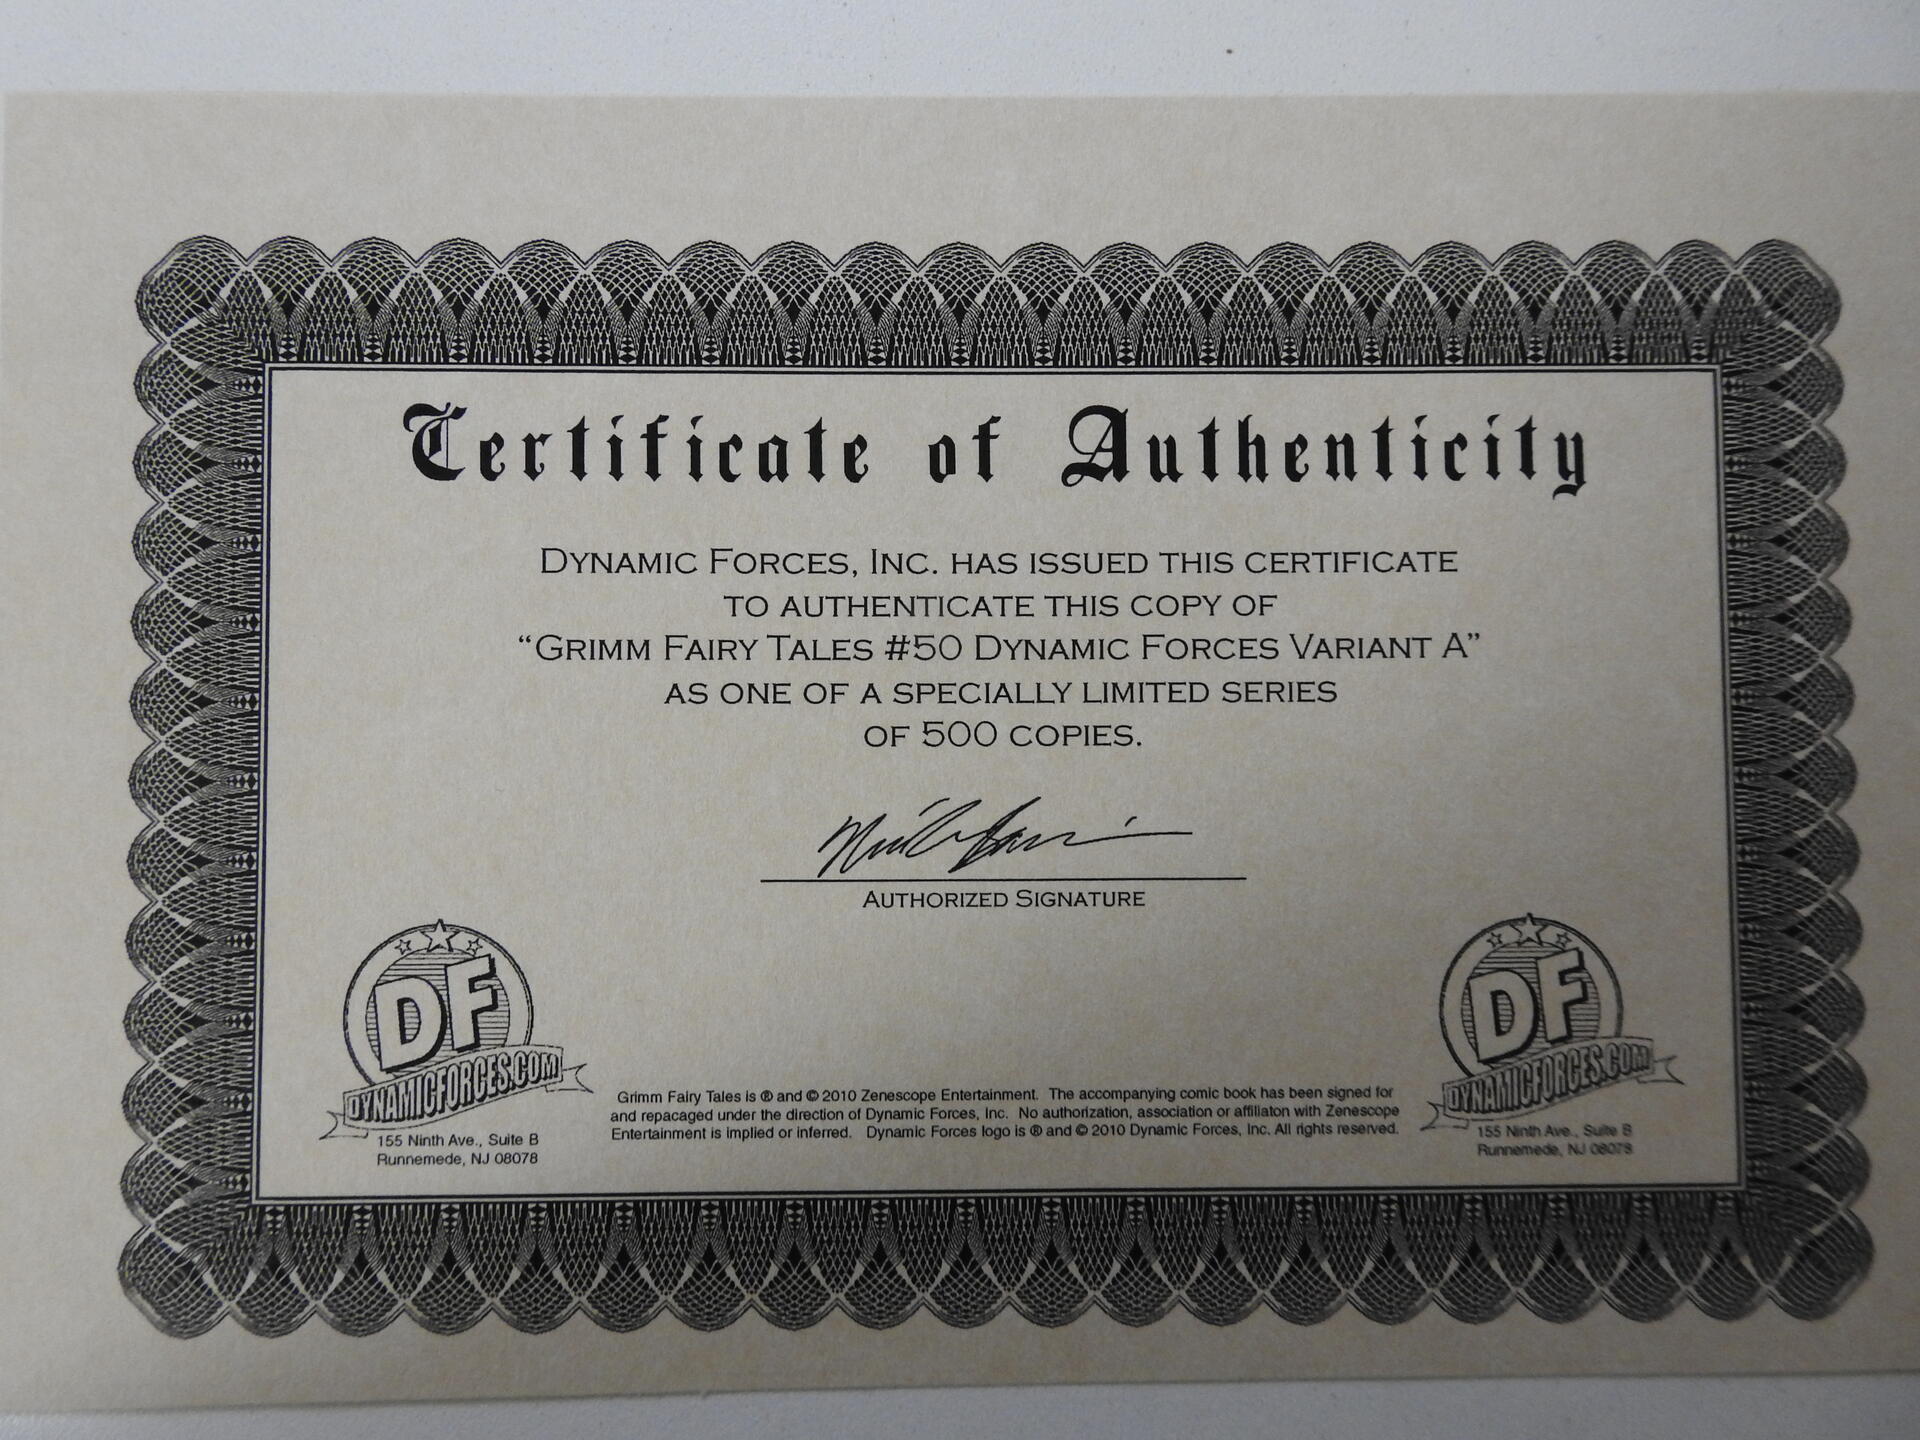 Certificate of Authenticity
DYNAMIC FORCES, INC. HAS ISSUED THIS CERTIFICATE
TO AUTHENTICATE THIS COPY OF
“GRIMM FAIRY TALES #50 DYNAMIC FORCES VARIANT A”
AS ONE OF A SPECIALLY LIMITED SERIES
OF 500 COPIES.
AUTHORIZED SIGNATURE
DF
DYNAMICFORCES.COM
155 Ninth Ave., Suite B
Runnemede, NJ 08078
Grimm Fairy Tales is ® and © 2010 Zenescope Entertainment. The accompanying comic book has been signed for
and repacaged under the direction of Dynamic Forces, Inc. No authorization, association or affiliaton with Zenescope
Entertainment is implied or inferred. Dynamic Forces logo is ® and © 2010 Dynamic Forces, Inc. All rights reserved.
DF
DYNAMICFORCES.COM
155 Ninth Ave., Suite B
Runnemede, NJ 08078